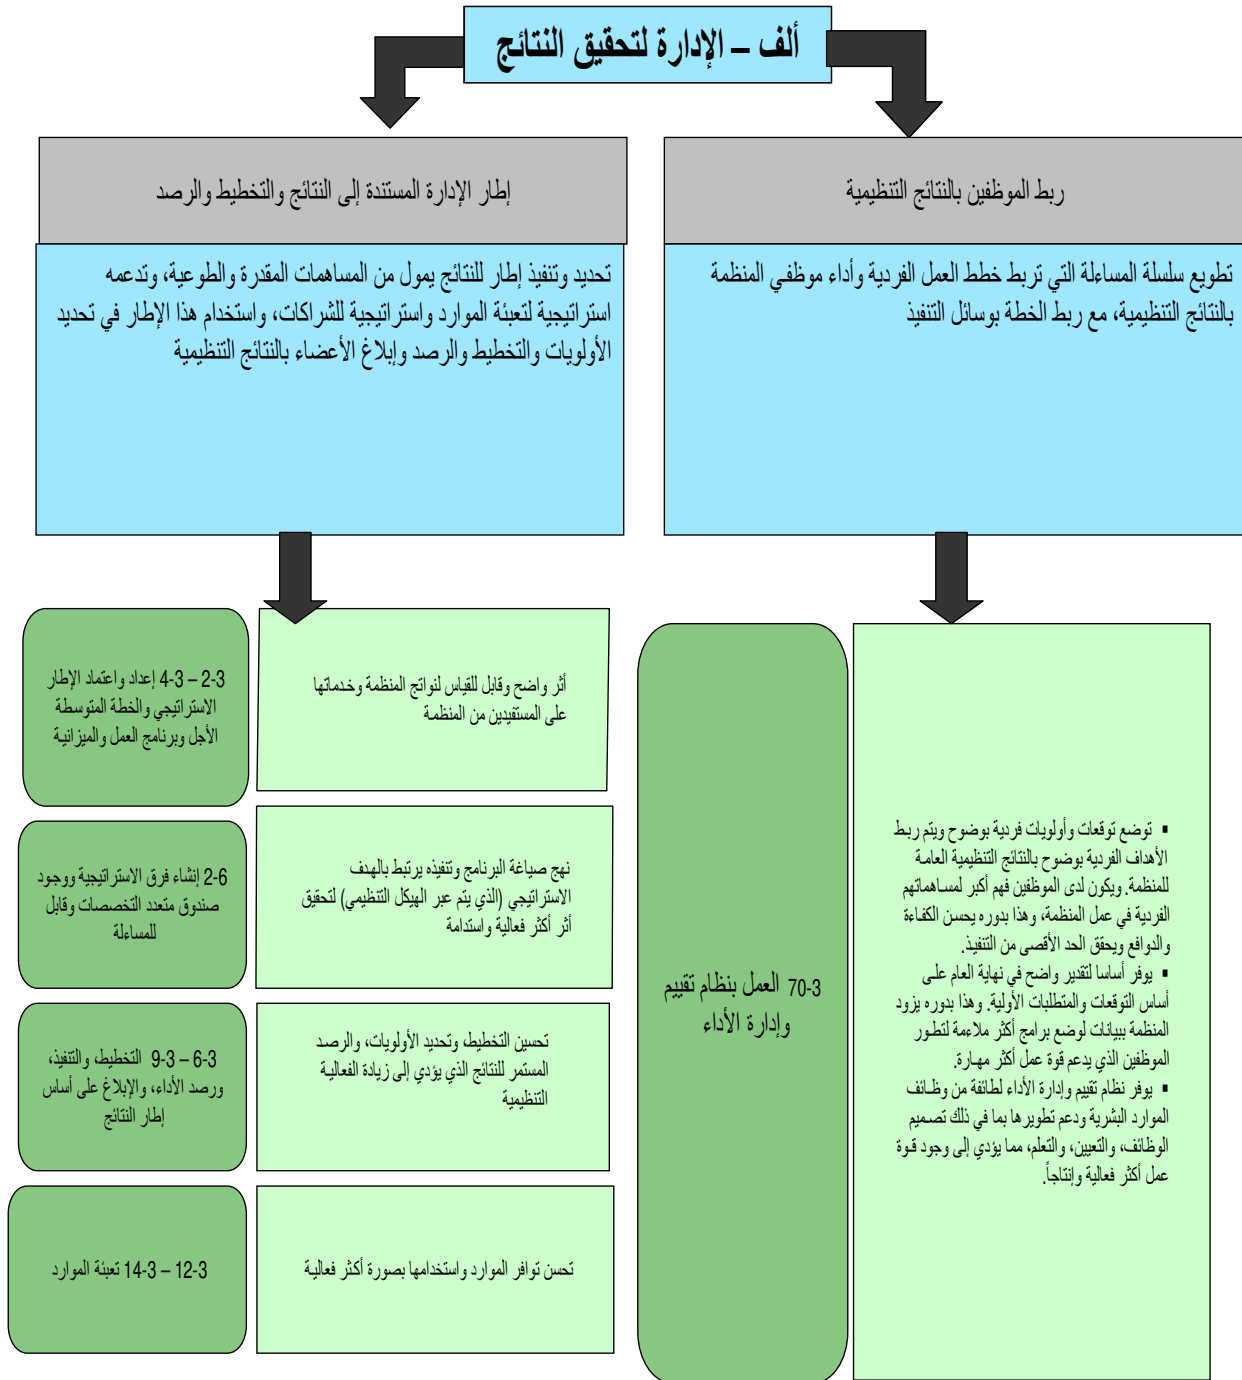 ألف – الإدارة لتحقيق النتائج
ربط الموظفين بالنتائج التنظيمية
تطويع سلسلة المساءلة التي تربط خطط العمل الفردية وأداء موظفي المنظمة
بالنتائج التنظيمية، مع ربط الخطة بوسائل التنفيذ
▪ توضع توقعات وأولويات فردية بوضوح ويتم ربط
الأهداف الفردية بوضوح بالنتائج التنظيمية العامة
للمنظمة. ويكون لدى الموظفين فهم أكبر لمساهماتهم
الفردية في عمل المنظمة، وهذا بدوره يحسن الكفاءة
والدوافع ويحقق الحد الأقصى من التنفيذ.
▪ يوفر أساسا لتقدير واضح في نهاية العام على
أساس التوقعات والمتطلبات الأولية. وهذا بدوره يزود
المنظمة ببيانات لوضع برامج أكثر ملاءمة لتطور
الموظفين الذي يدعم قوة عمل أكثر مهارة.
▪ يوفر نظام تقييم وإدارة الأداء لطائفة من وظائف
الموارد البشرية ودعم تطويرها بما في ذلك تصميم
الوظائف، والتعيين، والتعلم، مما يؤدي إلى وجود قوة
عمل أكثر فعالية وإنتاجاً.
3-70 العمل بنظام تقييم
وإدارة الأداء
إطار الإدارة المستندة إلى النتائج والتخطيط والرصد
تحديد وتنفيذ إطار للنتائج يمول من المساهمات المقدرة والطوعية، وتدعمه
استراتيجية لتعبئة الموارد واستراتيجية للشراكات، واستخدام هذا الإطار في تحديد
الأولويات والتخطيط والرصد وإبلاغ الأعضاء بالنتائج التنظيمية
أثر واضح وقابل للقياس لنواتج المنظمة وخدماتها
على المستفيدين من المنظمة
3-2 – 3-4 إعداد واعتماد الإطار
الاستراتيجي والخطة المتوسطة
الأجل وبرنامج العمل والميزانية
نهج صياغة البرنامج وتنفيذه يرتبط بالهدف
الاستراتيجي (الذي يتم عبر الهيكل التنظيمي) لتحقيق
أثر أكثر فعالية واستدامة
6-2 إنشاء فرق الاستراتيجية ووجود
صندوق متعدد التخصصات وقابل
للمساءلة
تحسين التخطيط، وتحديد الأولويات، والرصد
المستمر للنتائج الذي يؤدي إلى زيادة الفعالية
التنظيمية
3-6 – 3-9 التخطيط، والتنفيذ،
ورصد الأداء، والإبلاغ على أساس
إطار النتائج
تحسن توافر الموارد واستخدامها بصورة أكثر فعالية
3-12 – 3-14 تعبئة الموارد